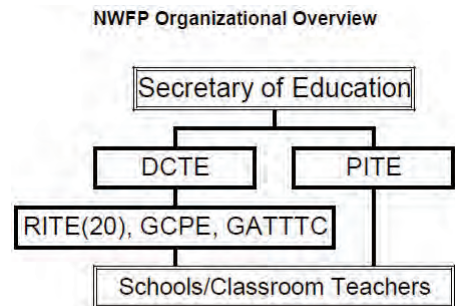 NWFP Organizational Overview
Secretary of Education
DCTE
PITE
RITE(20), GCPE, GATTTC
Schools/Classroom Teachers